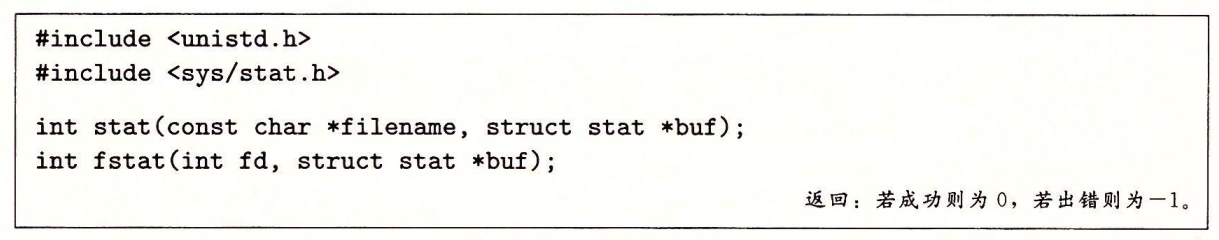 #include <unistd.h>
#include <sys/stat.h>
int stat(const char *filename, struct stat *buf);
int fstat(int fd, struct stat *buf);
返回：若成功则为 0，若出错则为－1。